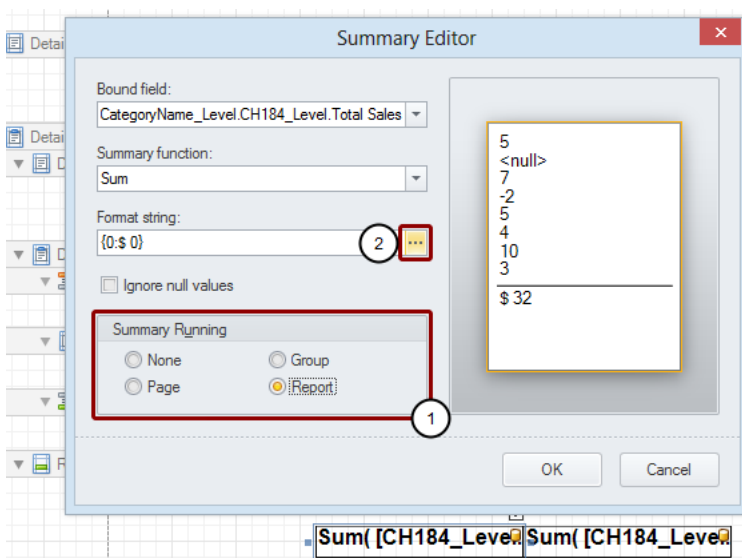 Summary Editor
Detai
Bound field:
CategoryName_Level.CH184_Level.Total Sales
Detai
D
Summary function:
Sum
Format string:
{0:$ 0}
2
...
D
Ignore null values
Summary Running
None
Group
Page
Report
1
5
<null>
7
-2
5
4
10
3
$ 32
R
OK
Cancel
Sum( [CH184_Level Sum( [CH184_Level